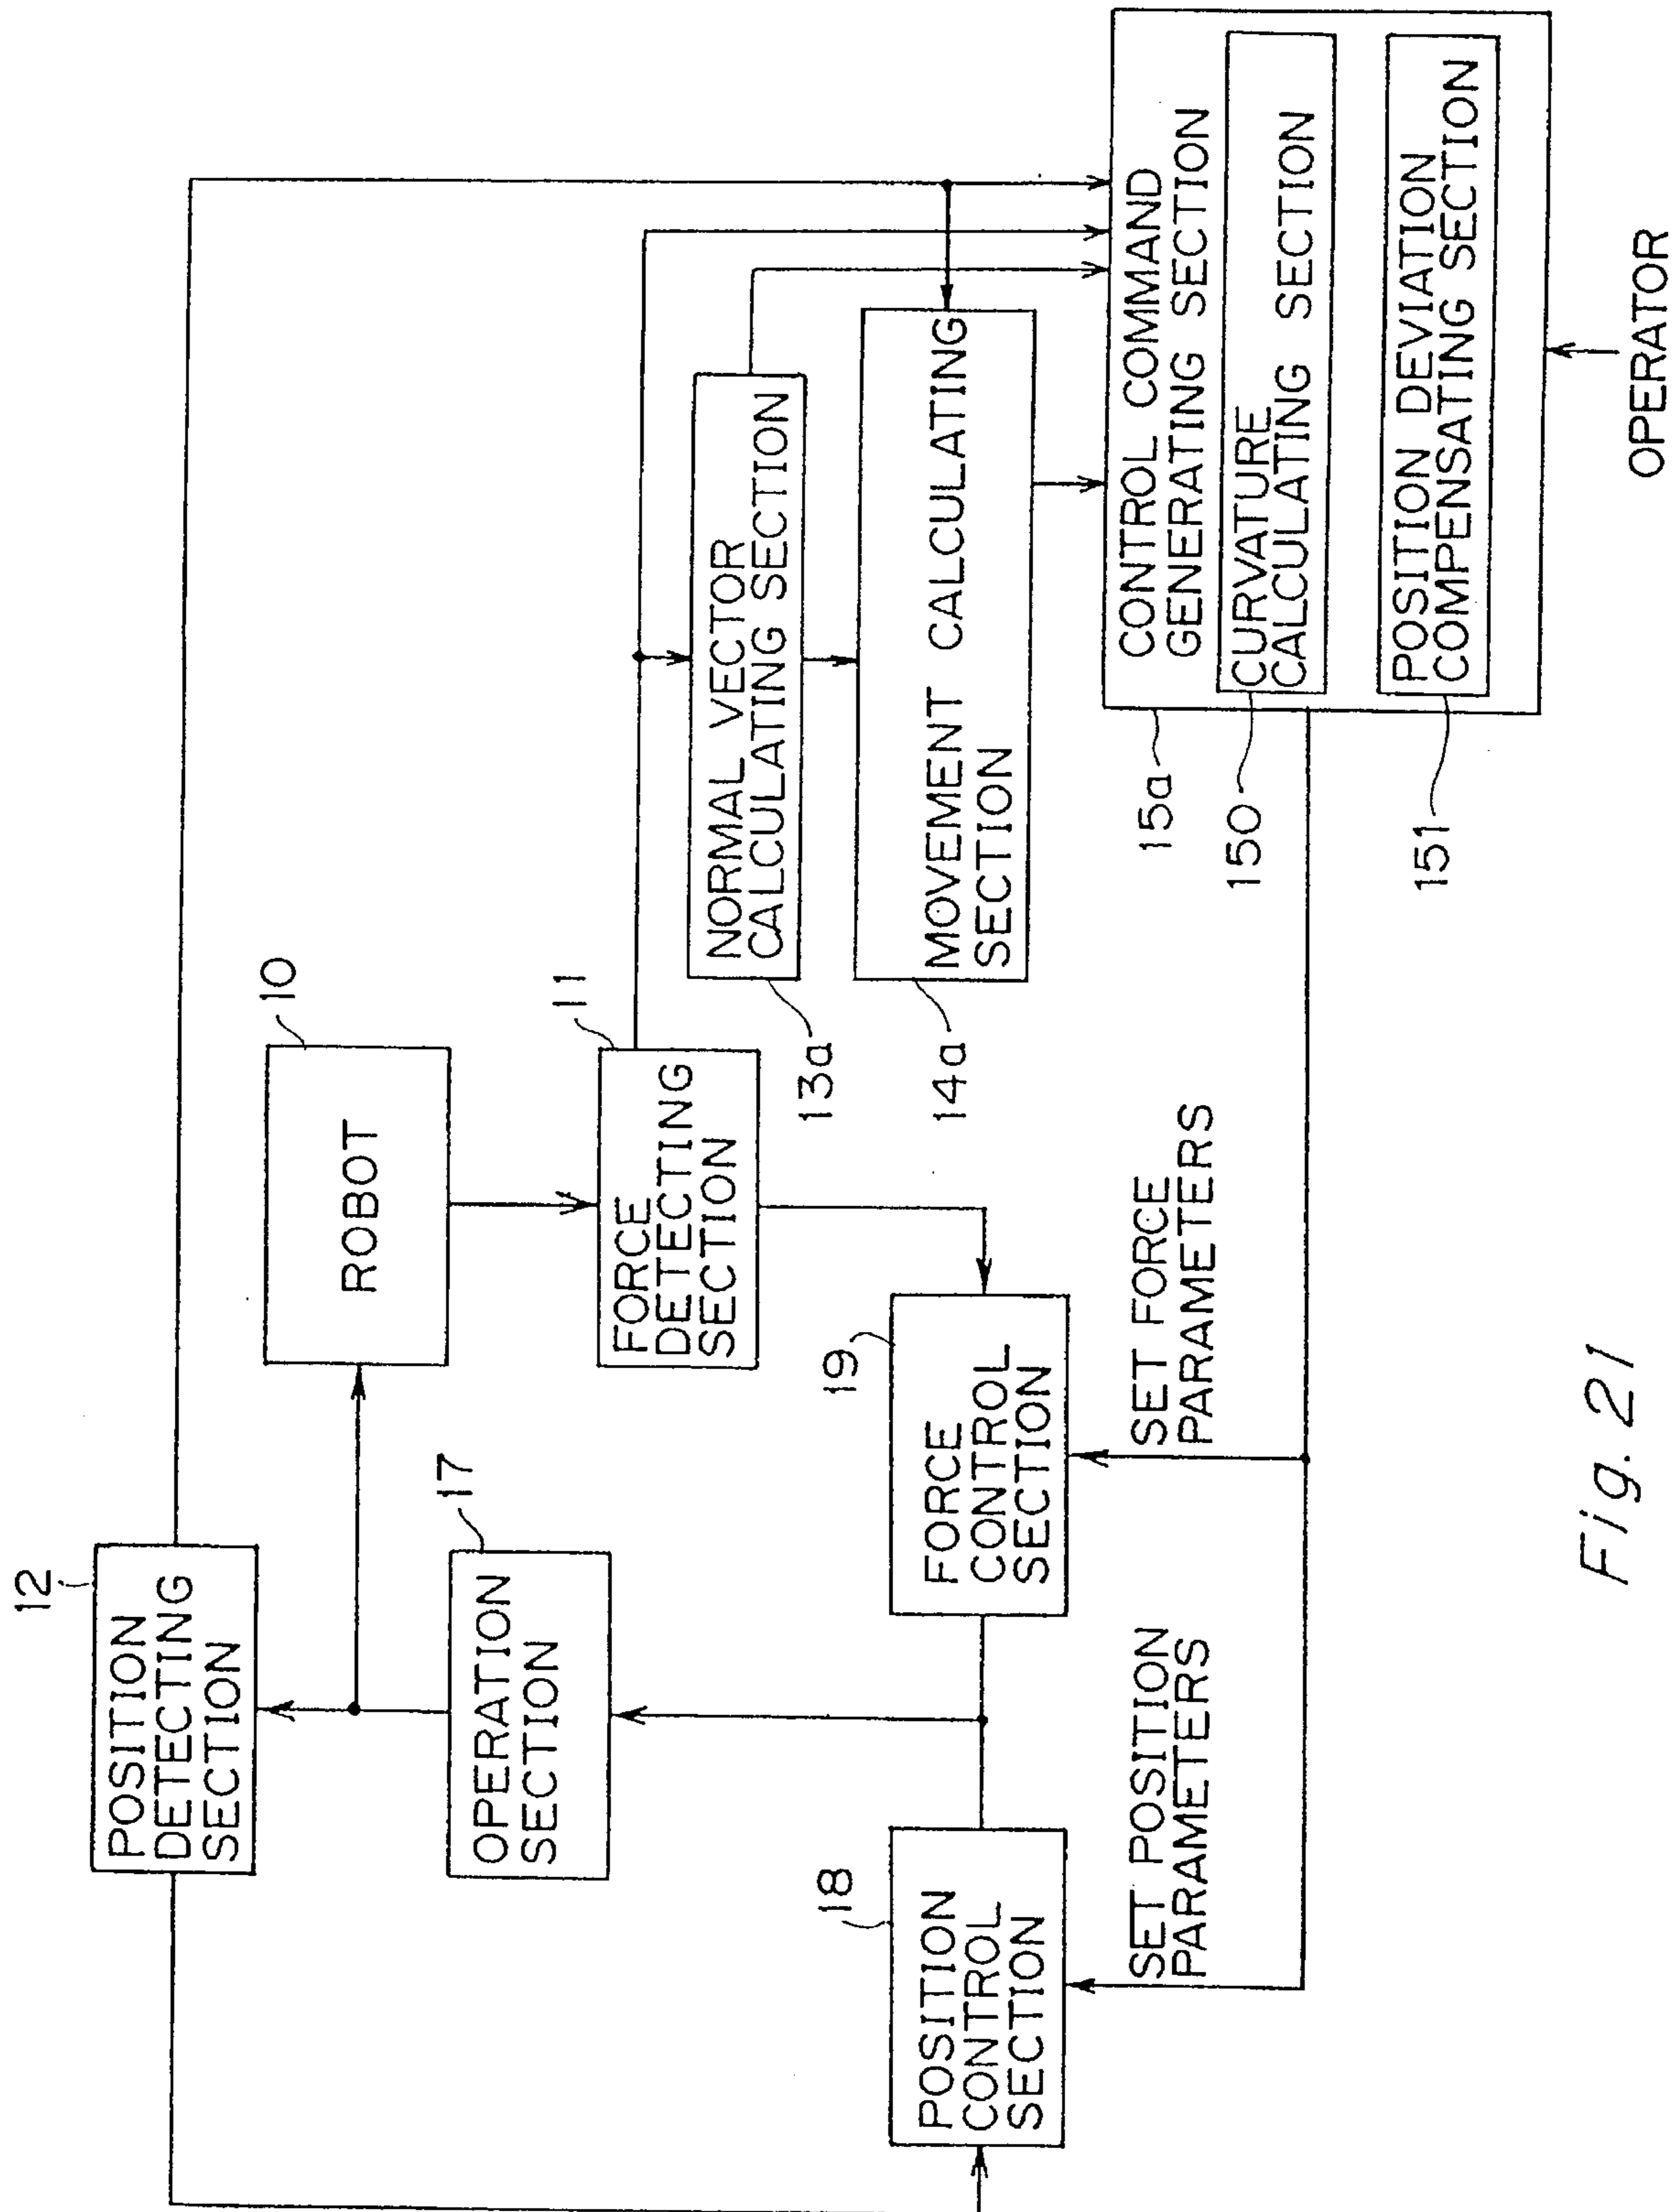 12
POSITION
DETECTING
SECTION
10
ROBOT
17
OPERATION
SECTION
11
FORCE
DETECTING
SECTION
NORMAL VECTOR
CALCULATING SECTION
13a
MOVEMENT CALCULATING
SECTION
14a
18
POSITION
CONTROL
SECTION
19
FORCE
CONTROL
SECTION
SET POSITION
PARAMETERS
SET FORCE
PARAMETERS
CONTROL COMMAND
GENERATING SECTION
15a
CURVATURE
CALCULATING SECTION
150
POSITION DEVIATION
COMPENSATING SECTION
151
OPERATOR
Fig. 21